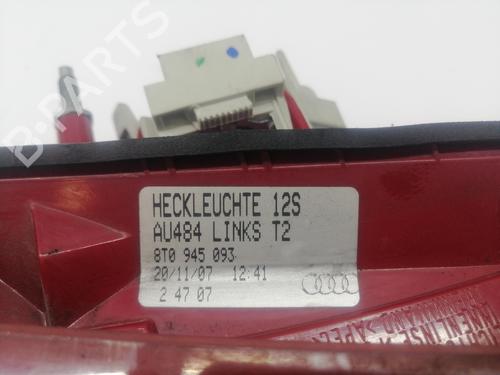 B-PARTS
HECKLEUCHTE 12S
AU484 LINKS T2
8T0 945 093
20/11/07 12:41
2 47 07